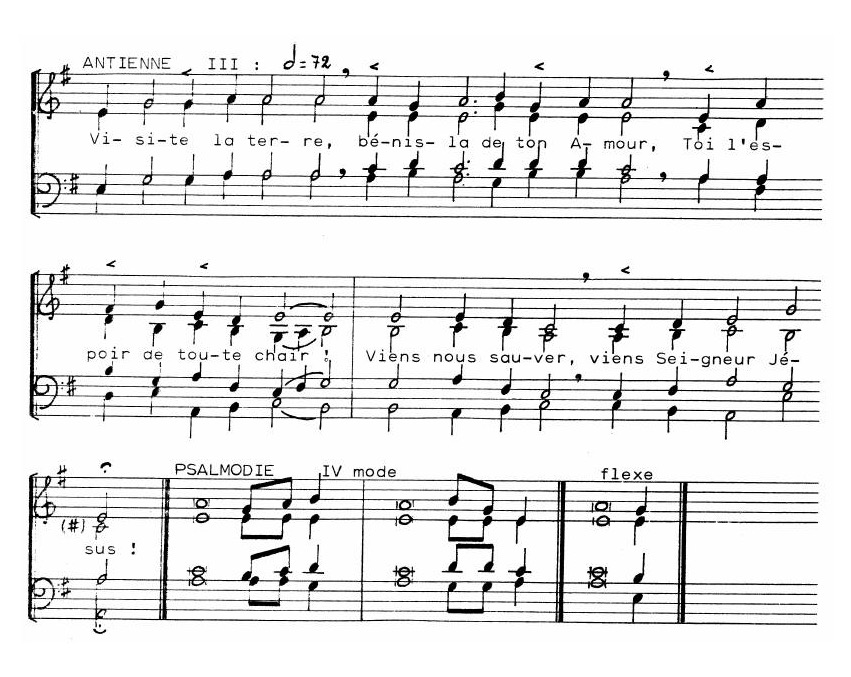 ANTIENNE III : 𝅗𝅥=72
Vi- si-te la ter- re, bé-nis- la de ton A- mour, Toi l'es-
poir de tou-te chair ! Viens nous sau-ver, viens Sei-gneur Jé-
sus !
PSALMODIE IV mode flexe